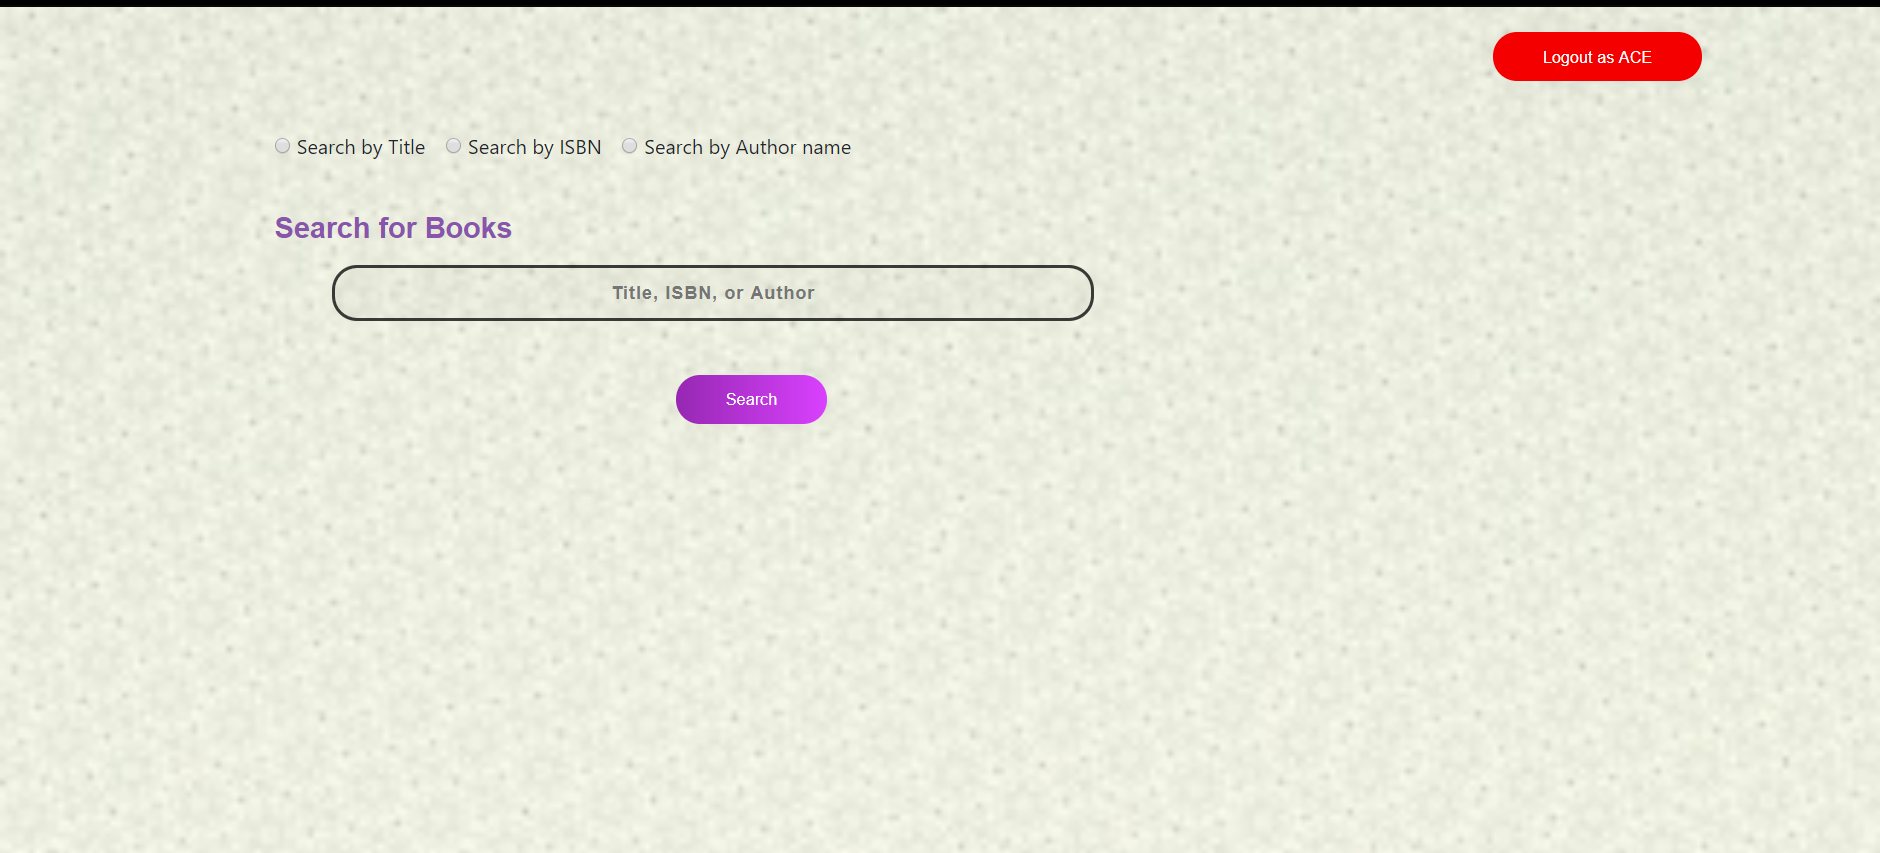 Logout as ACE
Search by Title Search by ISBN Search by Author name
Search for Books
Title, ISBN, or Author
Search